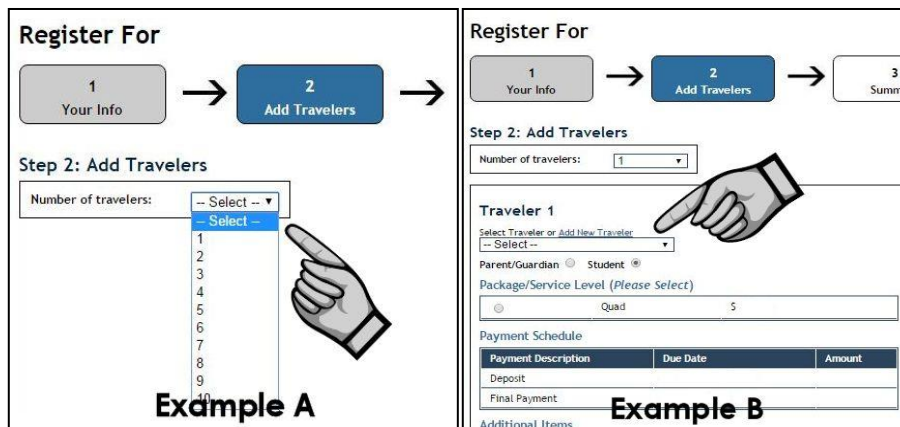 Register For
1
Your Info
2
Add Travelers
Step 2: Add Travelers
Number of travelers: -- Select --
-- Select --
1
2
3
4
5
6
7
8
9
10
Example A
Register For
1
Your Info
2
Add Travelers
3
Summ
Step 2: Add Travelers
Number of travelers: 1
Traveler 1
Select Traveler or Add New Traveler
-- Select --
Parent/Guardian Student
Package/Service Level (Please Select)
Quad $
Payment Schedule
Payment Description Due Date Amount
Deposit
Final Payment
Additional Items
Example B